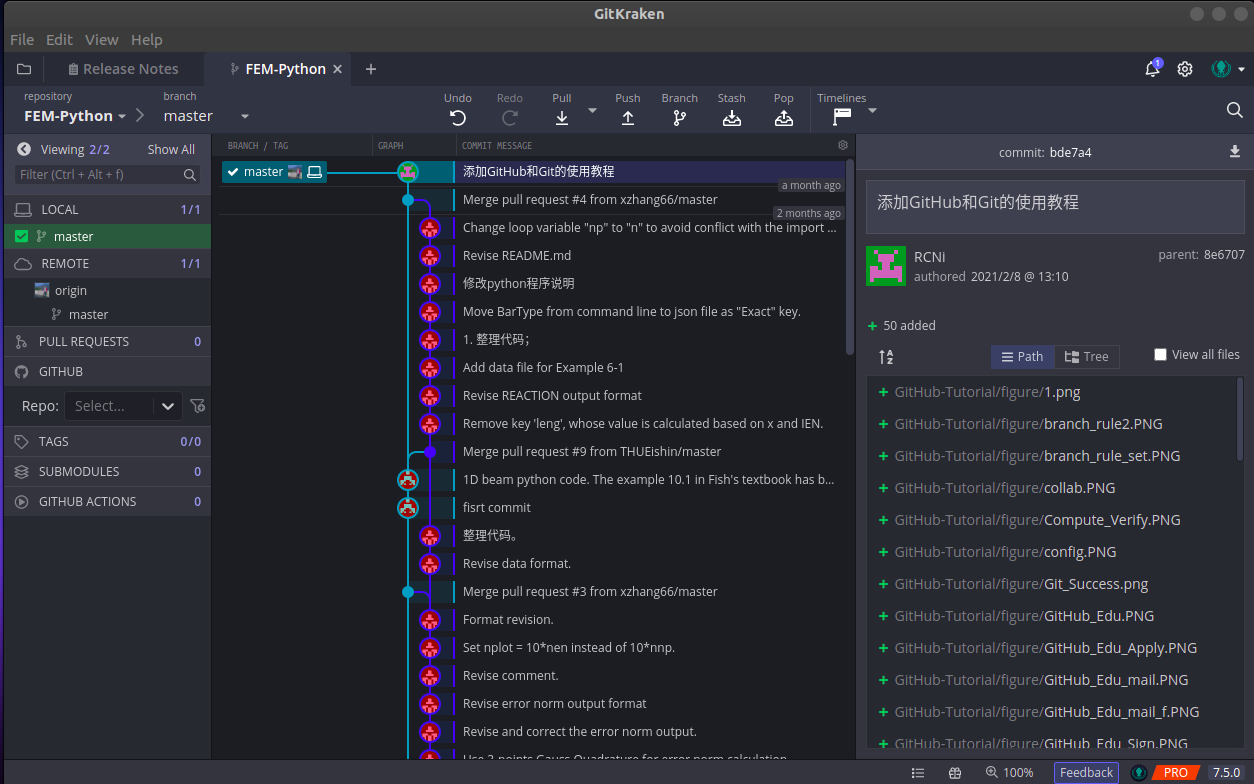 GitKraken
File Edit View Help
Release Notes
FEM-Python
1
repository
FEM-Python
branch
master
Undo
Redo
Pull
Push
Branch
Stash
Pop
Timelines
Viewing 2/2 Show All
Filter (Ctrl + Alt + f)
LOCAL 1/1
master
REMOTE 1/1
origin
master
PULL REQUESTS 0
GITHUB
Repo: Select...
TAGS 0/0
SUBMODULES 0
GITHUB ACTIONS 0
BRANCH / TAG GRAPH COMMIT MESSAGE
master 添加GitHub和Git的使用教程
a month ago
Merge pull request #4 from xzhang66/master
2 months ago
Change loop variable "np" to "n" to avoid conflict with the import ...
Revise README.md
修改python程序说明
Move BarType from command line to json file as "Exact" key.
1. 整理代码；
Add data file for Example 6-1
Revise REACTION output format
Remove key 'leng', whose value is calculated based on x and IEN.
Merge pull request #9 from THUEishin/master
1D beam python code. The example 10.1 in Fish's textbook has b...
fisrt commit
整理代码。
Revise data format.
Merge pull request #3 from xzhang66/master
Format revision.
Set nplot = 10*nen instead of 10*nnp.
Revise comment.
Revise error norm output format
Revise and correct the error norm output.
Use 3 points Gauss Quadrature for error norm calculation
commit: bde7a4
添加GitHub和Git的使用教程
RCNi
authored 2021/2/8 @ 13:10
parent: 8e6707
50 added
Path Tree View all files
GitHub-Tutorial/figure/1.png
GitHub-Tutorial/figure/branch_rule2.PNG
GitHub-Tutorial/figure/branch_rule_set.PNG
GitHub-Tutorial/figure/collab.PNG
GitHub-Tutorial/figure/Compute_Verify.PNG
GitHub-Tutorial/figure/config.PNG
GitHub-Tutorial/figure/Git_Success.png
GitHub-Tutorial/figure/GitHub_Edu.PNG
GitHub-Tutorial/figure/GitHub_Edu_Apply.PNG
GitHub-Tutorial/figure/GitHub_Edu_mail.PNG
GitHub-Tutorial/figure/GitHub_Edu_mail_f.PNG
GitHub-Tutorial/figure/GitHub_Edu_Sign.PNG
100% Feedback PRO 7.5.0